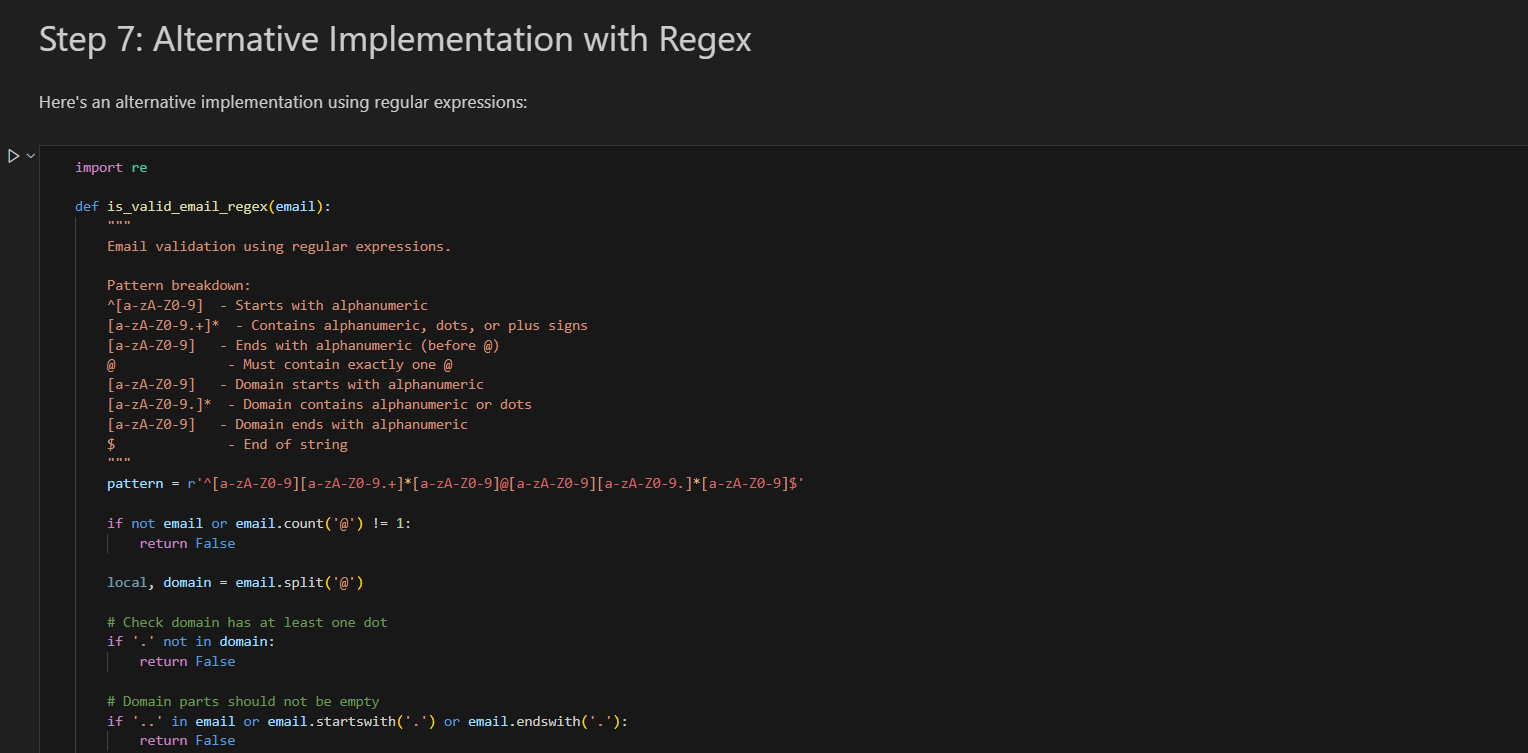 Step 7: Alternative Implementation with Regex
Here's an alternative implementation using regular expressions:
import re
def is_valid_email_regex(email):
    """
    Email validation using regular expressions.
    Pattern breakdown:
    ^[a-zA-Z0-9]  - Starts with alphanumeric
    [a-zA-Z0-9.+]*  - Contains alphanumeric, dots, or plus signs
    [a-zA-Z0-9]   - Ends with alphanumeric (before @)
    @              - Must contain exactly one @
    [a-zA-Z0-9]   - Domain starts with alphanumeric
    [a-zA-Z0-9.]*  - Domain contains alphanumeric or dots
    [a-zA-Z0-9]   - Domain ends with alphanumeric
    $              - End of string
    """
    pattern = r'^[a-zA-Z0-9][a-zA-Z0-9.+]*[a-zA-Z0-9]@[a-zA-Z0-9][a-zA-Z0-9.]*[a-zA-Z0-9]$'
    if not email or email.count('@') != 1:
        return False
    local, domain = email.split('@')
    # Check domain has at least one dot
    if '.' not in domain:
        return False
    # Domain parts should not be empty
    if '..' in email or email.startswith('.') or email.endswith('.'):
        return False